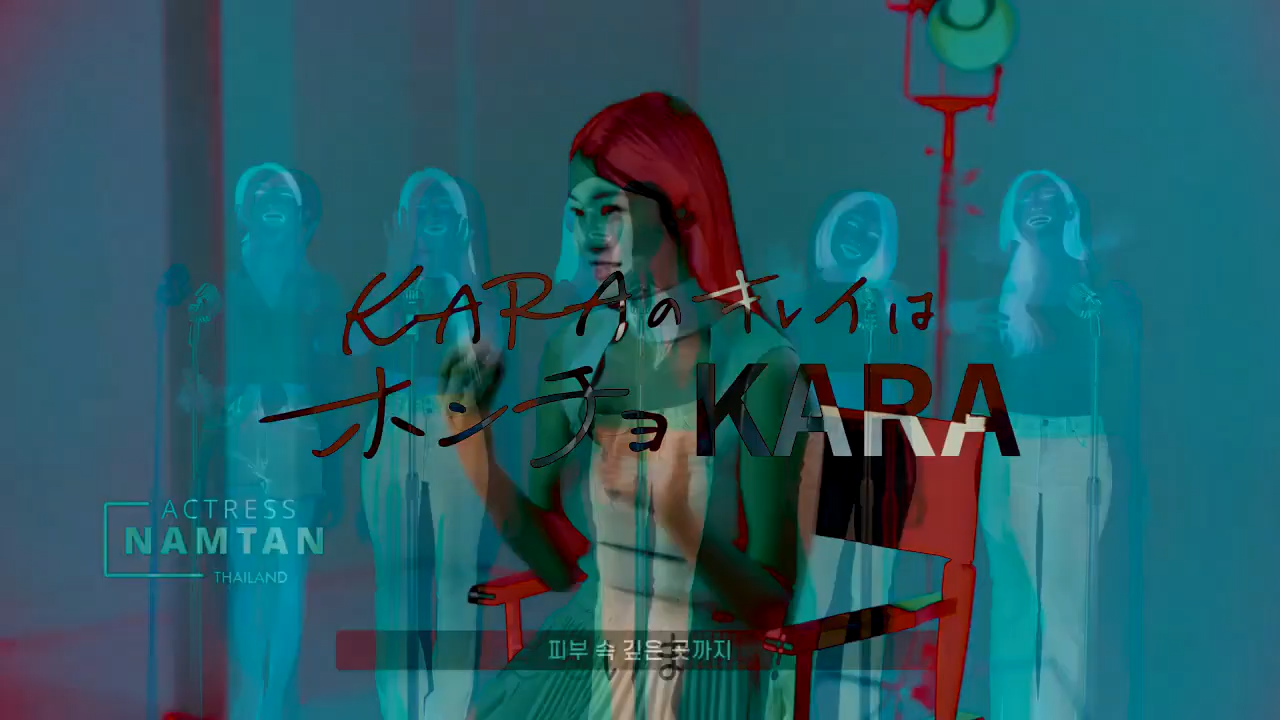 KARAのキレイは
ホンチョKARA
ACTRESS
NAMTAN
THAILAND
피부 속 깊은 곳까지